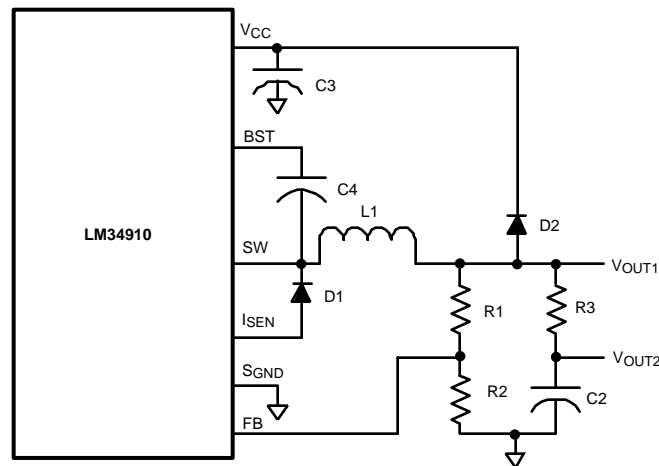 VCC
C3
BST
C4
L1
LM34910
D2
SW
VOUT1
D1
R1
R3
ISEN
VOUT2
SGND
R2
C2
FB